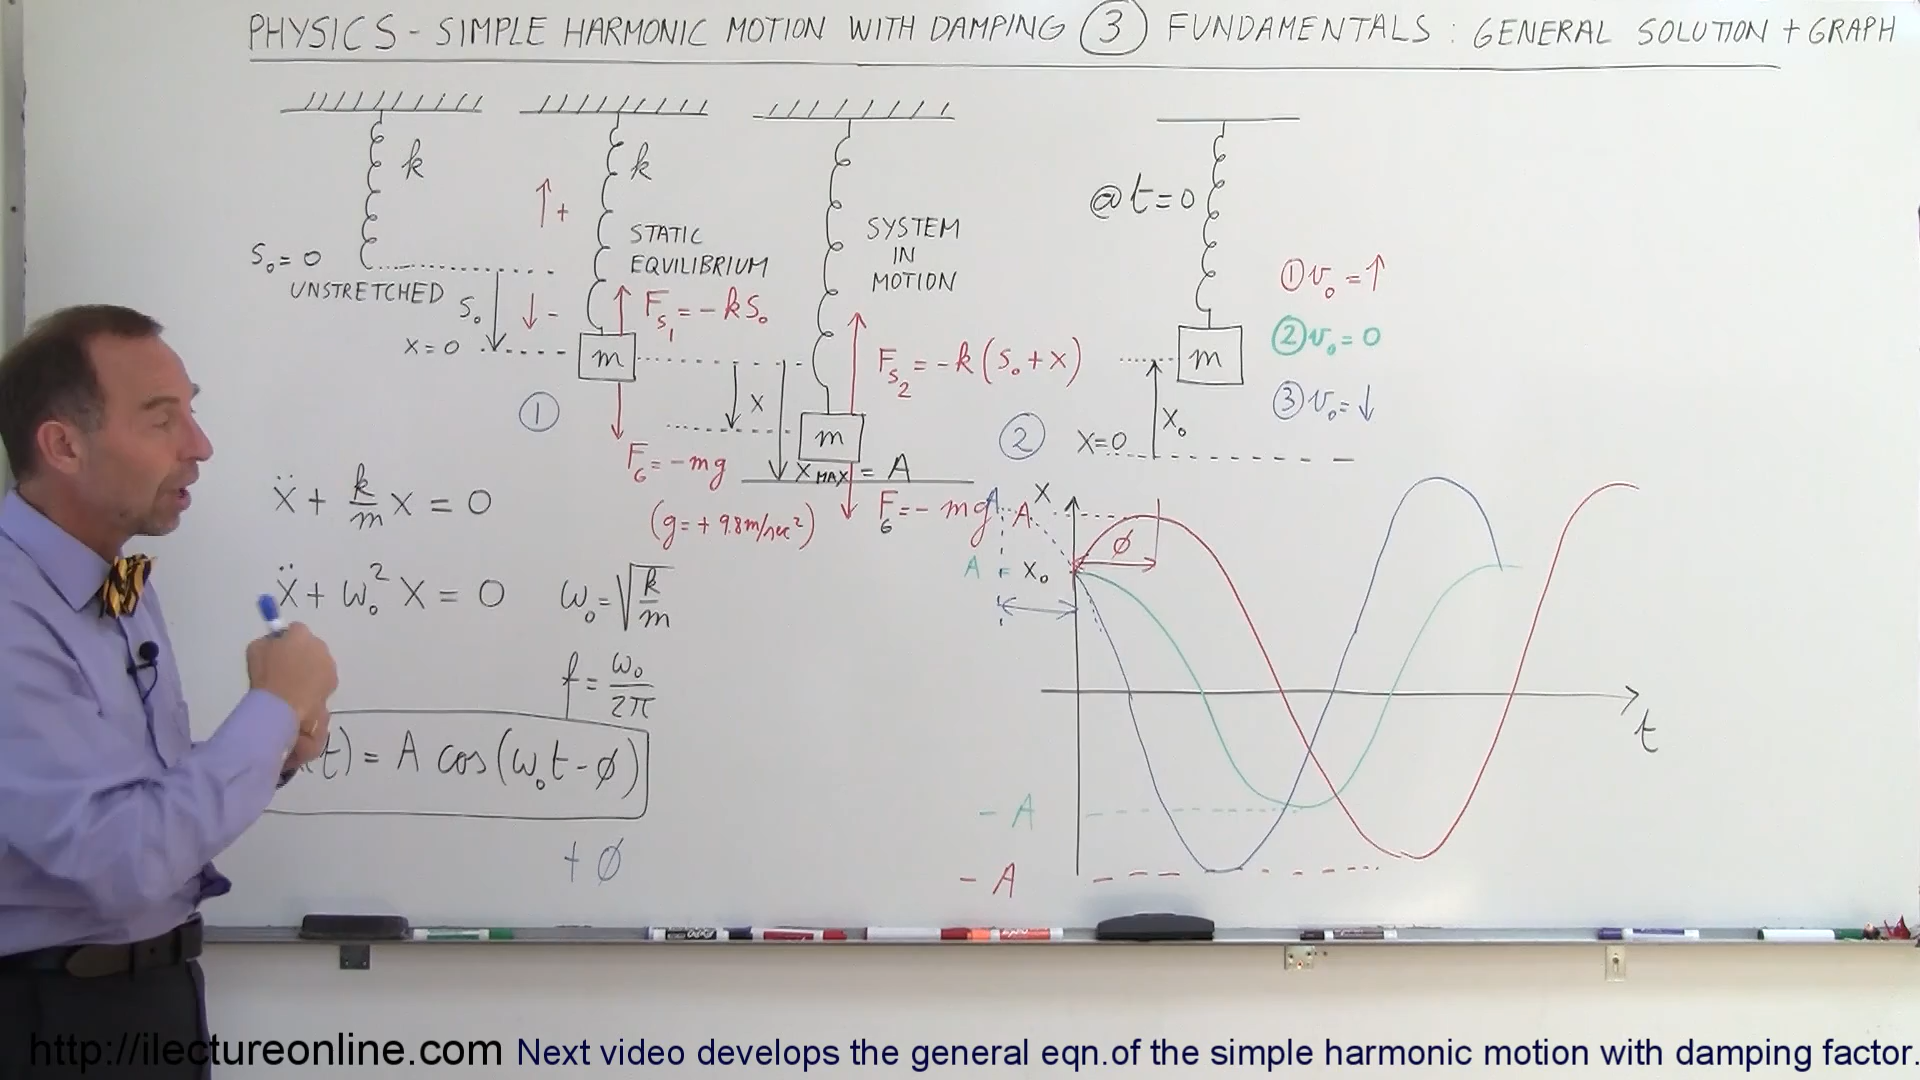 PHYSICS - SIMPLE HARMONIC MOTION WITH DAMPING ③ FUNDAMENTALS : GENERAL SOLUTION + GRAPH
k
k
@ t = 0
↑ +
S₀ = 0
UNSTRETCHED
STATIC
EQUILIBRIUM
SYSTEM
IN
MOTION
① v₀ = ↑
② v₀ = 0
③ v₀ = ↓
S₀
↓ -
F_S₁ = - k S₀
x = 0
m
x
F_S₂ = - k (S₀ + x)
m
m
x₀
①
F_G = - mg
(g = + 9.8 m/sec²)
x_MAX = A
F_G = - mg
②
x = 0
ẍ + k/m x = 0
ẍ + ω₀² x = 0
ω₀ = √(k/m)
f = ω₀/2π
(t) = A cos (ω₀t - ϕ)
+ ϕ
A
A
x
ϕ
A
x₀
t
- A
- A
http://ilectureonline.com Next video develops the general eqn.of the simple harmonic motion with damping factor.